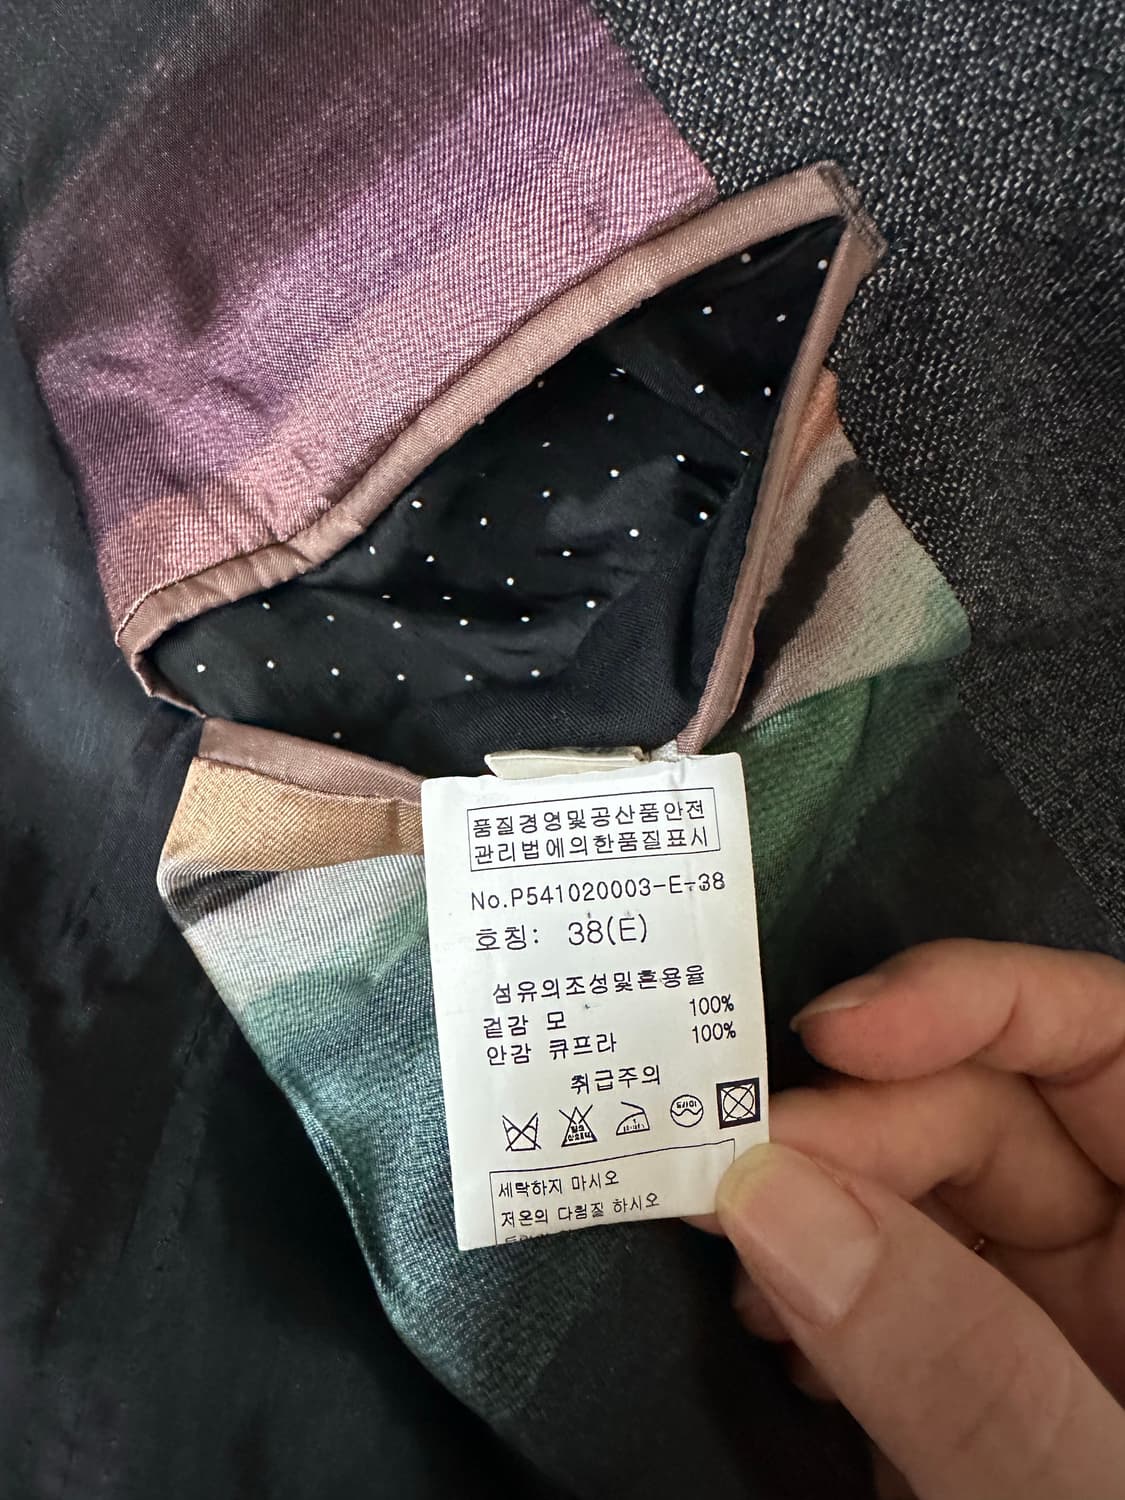 품질경영및공산품안전
관리법에의한품질표시
No.P541020003-E-38
호칭: 38(E)
섬유의조성및혼용율
겉감 모 100%
안감 큐프라 100%
취급주의
세탁하지 마시오
저온의 다림질 하시오